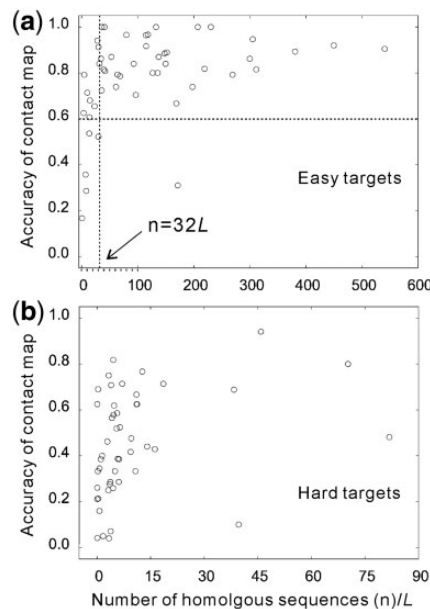 (a)
Accuracy of contact map
1.0
0.8
0.6
0.4
0.2
0.0
Easy targets
n=32L
0 100 200 300 400 500 600
(b)
Accuracy of contact map
1.0
0.8
0.6
0.4
0.2
0.0
Hard targets
0 15 30 45 60 75 90
Number of homolgous sequences (n)/L